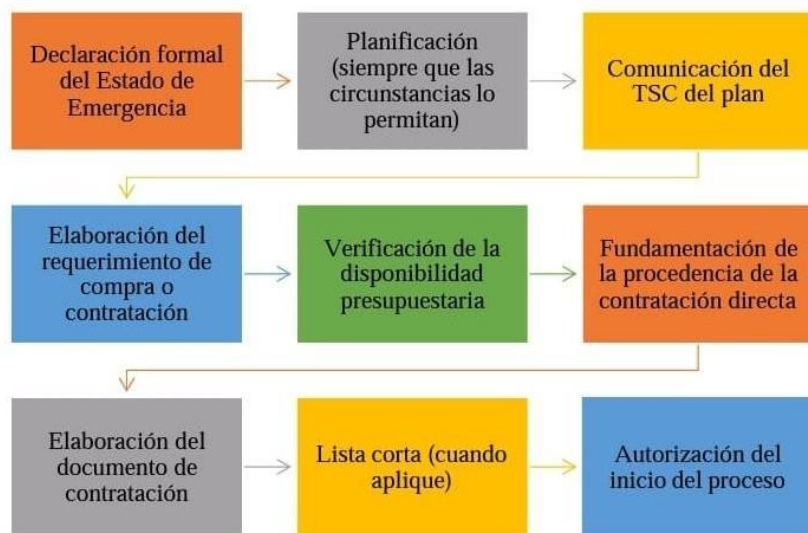 Declaración formal
del Estado de
Emergencia
Planificación
(siempre que las
circunstancias lo
permitan)
Comunicación del
TSC del plan
Elaboración del
requerimiento de
compra o
contratación
Verificación de la
disponibilidad
presupuestaria
Fundamentación de
la procedencia de la
contratación directa
Elaboración del
documento de
contratación
Lista corta (cuando
aplique)
Autorización del
inicio del proceso